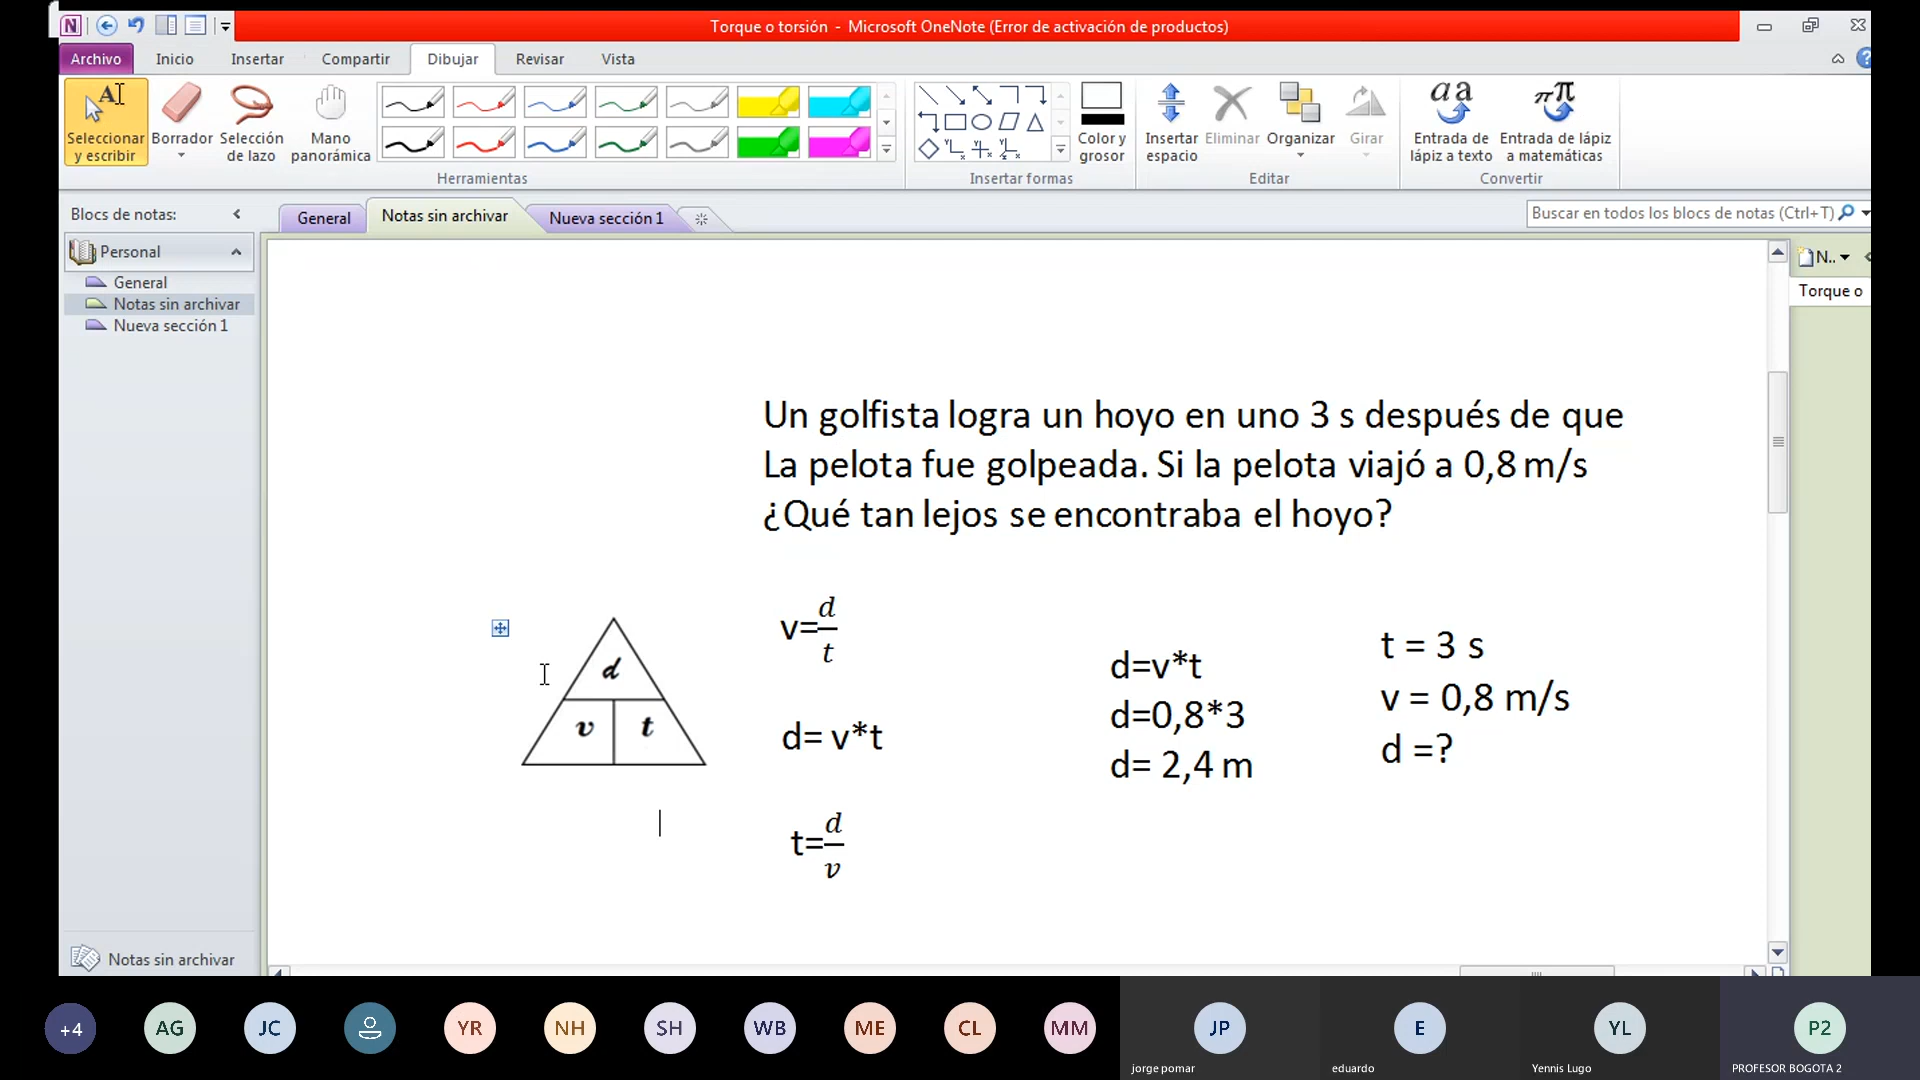 Torque o torsión - Microsoft OneNote (Error de activación de productos)
Archivo Inicio Insertar Compartir Dibujar Revisar Vista
Seleccionar y escribir
Borrador
Selección de lazo
Mano panorámica
Color y grosor
Insertar espacio
Eliminar
Organizar
Girar
Entrada de lápiz a texto
Entrada de lápiz a matemáticas
Herramientas
Insertar formas
Editar
Convertir
Blocs de notas:
General
Notas sin archivar
Nueva sección 1
Buscar en todos los blocs de notas (Ctrl+T)
Personal
General
Notas sin archivar
Nueva sección 1
N..
Torque o
Un golfista logra un hoyo en uno 3 s después de que
La pelota fue golpeada. Si la pelota viajó a 0,8 m/s
¿Qué tan lejos se encontraba el hoyo?
d
v t
v=d/t
d= v*t
t=d/v
d=v*t
d=0,8*3
d= 2,4 m
t = 3 s
v = 0,8 m/s
d =?
Notas sin archivar
+4 AG JC YR NH SH WB ME CL MM JP E YL P2
jorge pomar
eduardo
Yennis Lugo
PROFESOR BOGOTA 2